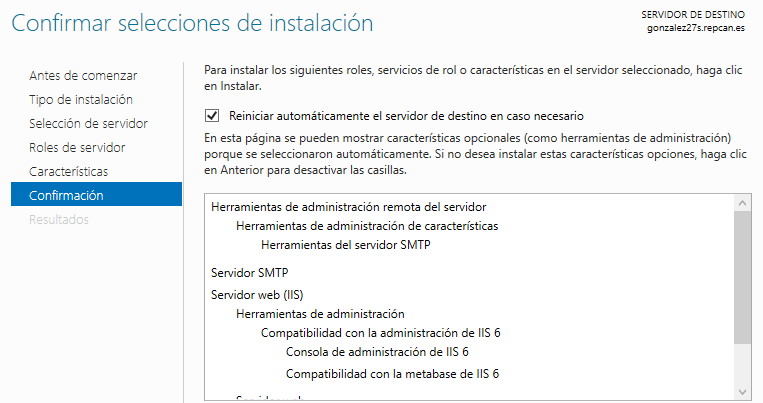 Confirmar selecciones de instalación
SERVIDOR DE DESTINO
gonzalez27s.repcan.es
Antes de comenzar
Tipo de instalación
Selección de servidor
Roles de servidor
Características
Confirmación
Resultados
Para instalar los siguientes roles, servicios de rol o características en el servidor seleccionado, haga clic
en Instalar.
Reiniciar automáticamente el servidor de destino en caso necesario
En esta página se pueden mostrar características opcionales (como herramientas de administración)
porque se seleccionaron automáticamente. Si no desea instalar estas características opciones, haga clic
en Anterior para desactivar las casillas.
Herramientas de administración remota del servidor
Herramientas de administración de características
Herramientas del servidor SMTP
Servidor SMTP
Servidor web (IIS)
Herramientas de administración
Compatibilidad con la administración de IIS 6
Consola de administración de IIS 6
Compatibilidad con la metabase de IIS 6